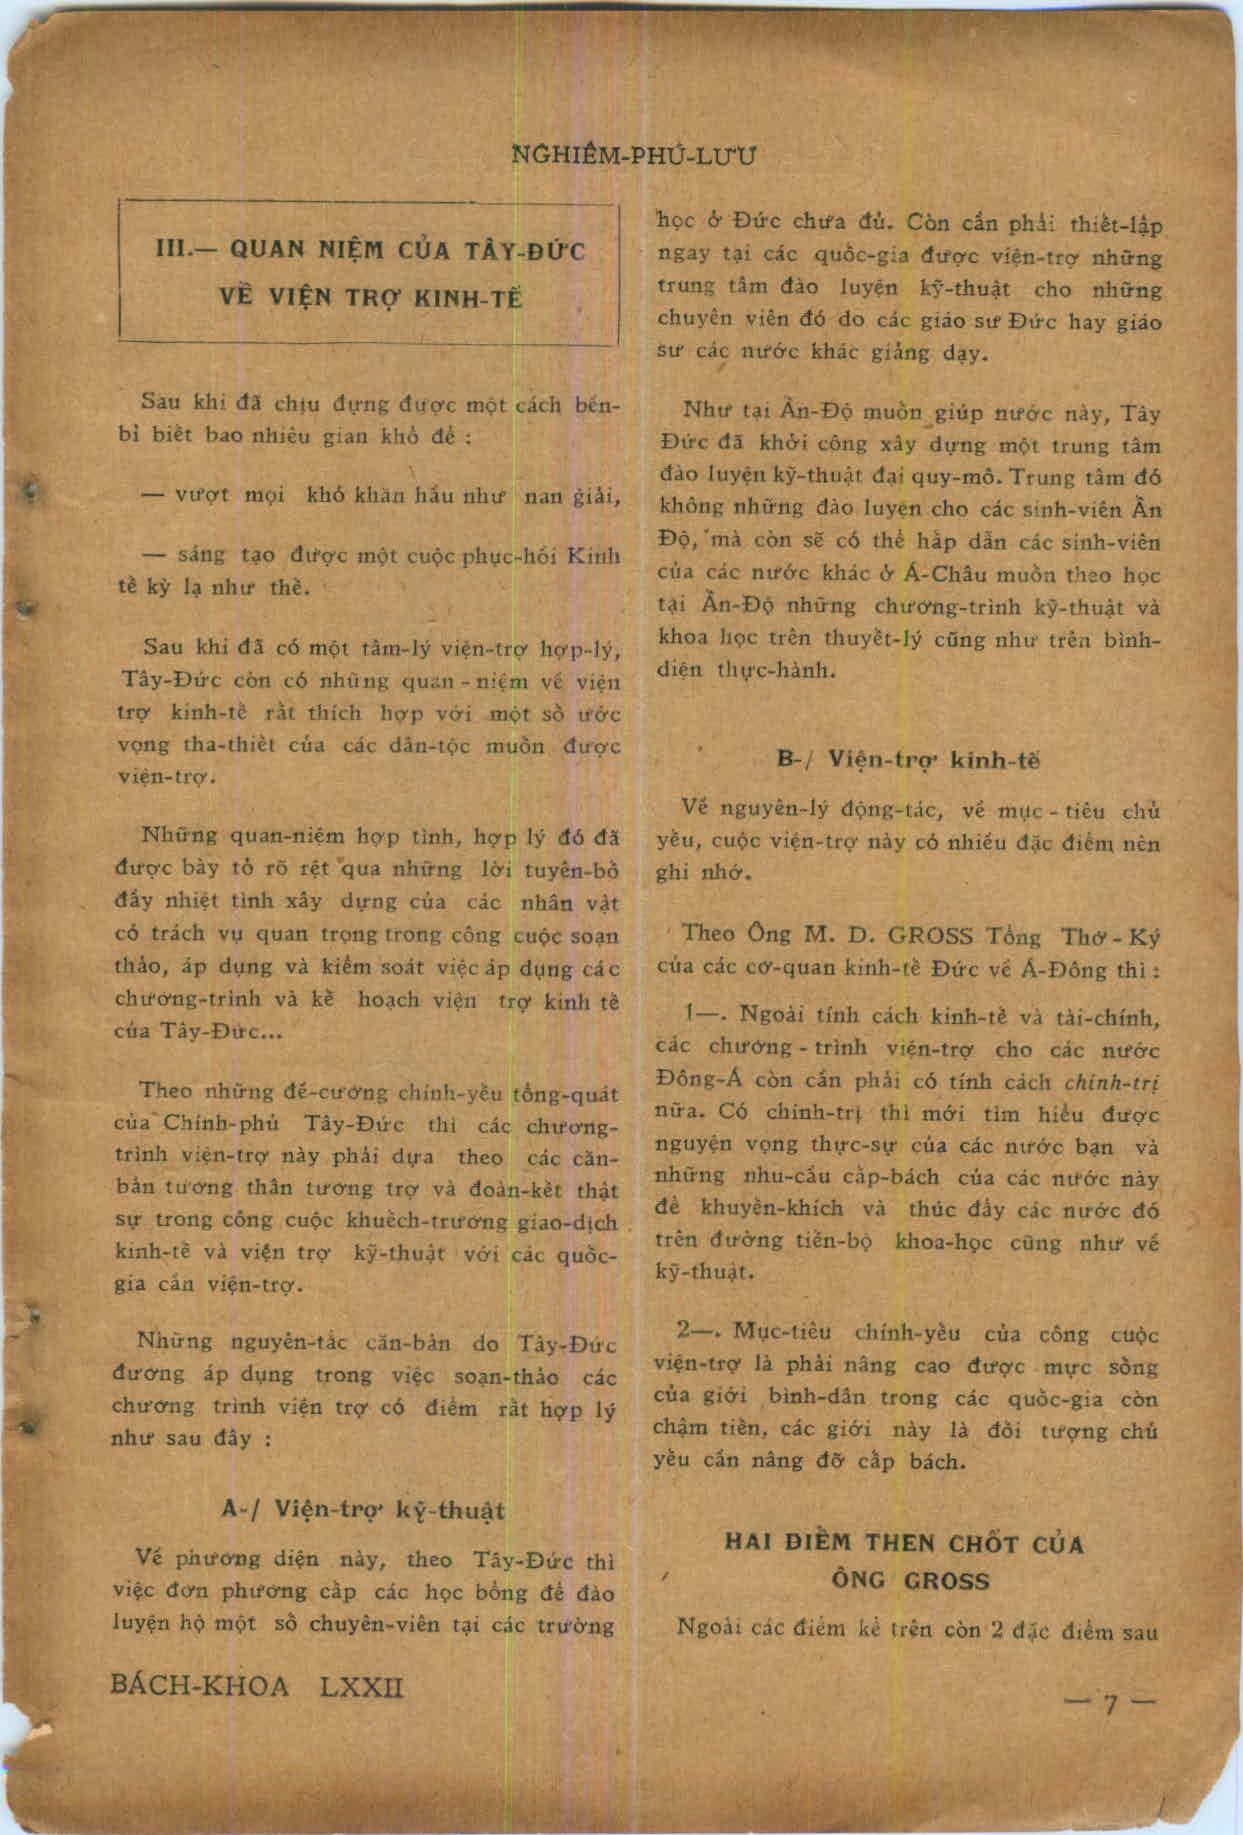 NGHIÊM-PHÚ-LƯU
III.— QUAN NIỆM CỦA TÂY-ĐỨC
VỀ VIỆN TRỢ KINH-TẾ
Sau khi đã chịu đựng được một cách bền-
bỉ biết bao nhiêu gian khổ để :
— vượt mọi khó khăn hầu như nan giải,
— sáng tạo được một cuộc phục-hồi Kinh
tế kỳ lạ như thế.
Sau khi đã có một tâm-lý viện-trợ hợp-lý,
Tây-Đức còn có những quan - niệm về viện
trợ kinh-tế rất thích hợp với một số ước
vọng tha-thiết của các dân-tộc muốn được
viện-trợ.
Những quan-niệm hợp tình, hợp lý đó đã
được bày tỏ rõ rệt qua những lời tuyên-bố
đầy nhiệt tình xây dựng của các nhân vật
có trách vụ quan trọng trong công cuộc soạn
thảo, áp dụng và kiểm soát việc áp dụng các
chương-trình và kế hoạch viện trợ kinh tế
của Tây-Đức...
Theo những đề-cương chính-yếu tổng-quát
của Chính-phủ Tây-Đức thì các chương-
trình viện-trợ này phải dựa theo các căn-
bản tương thân tương trợ và đoàn-kết thật
sự trong công cuộc khuếch-trương giao-dịch
kinh-tế và viện trợ kỹ-thuật với các quốc-
gia cần viện-trợ.
Những nguyên-tắc căn-bản do Tây-Đức
đương áp dụng trong việc soạn-thảo các
chương trình viện trợ có điểm rất hợp lý
như sau đây :
A-/ Viện-trợ kỹ-thuật
Về phương diện này, theo Tây-Đức thì
việc đơn phương cấp các học bổng để đào
luyện hộ một số chuyên-viên tại các trường
học ở Đức chưa đủ. Còn cần phải thiết-lập
ngay tại các quốc-gia được viện-trợ những
trung tâm đào luyện kỹ-thuật cho những
chuyên viên đó do các giáo sư Đức hay giáo
sư các nước khác giảng dạy.
Như tại Ấn-Độ muốn giúp nước này, Tây
Đức đã khởi công xây dựng một trung tâm
đào luyện kỹ-thuật đại quy-mô. Trung tâm đó
không những đào luyện cho các sinh-viên Ấn
Độ, mà còn sẽ có thể hấp dẫn các sinh-viên
của các nước khác ở Á-Châu muốn theo học
tại Ấn-Độ những chương-trình kỹ-thuật và
khoa học trên thuyết-lý cũng như trên bình-
diện thực-hành.
B-/ Viện-trợ kinh-tế
Về nguyên-lý động-tác, về mục - tiêu chủ
yếu, cuộc viện-trợ này có nhiều đặc điểm nên
ghi nhớ.
Theo Ông M. D. GROSS Tổng Thơ - Ký
của các cơ-quan kinh-tế Đức về Á-Đông thì :
1—. Ngoài tính cách kinh-tế và tài-chính,
các chương - trình viện-trợ cho các nước
Đông-Á còn cần phải có tính cách chính-trị
nữa. Có chinh-trị thì mới tìm hiểu được
nguyện vọng thực-sự của các nước bạn và
những nhu-cầu cấp-bách của các nước này
để khuyến-khích và thúc đẩy các nước đó
trên đường tiến-bộ khoa-học cũng như về
kỹ-thuật.
2—. Mục-tiêu chính-yếu của công cuộc
viện-trợ là phải nâng cao được mực sống
của giới bình-dân trong các quốc-gia còn
chậm tiến, các giới này là đối tượng chủ
yếu cần nâng đỡ cấp bách.
HAI ĐIỂM THEN CHỐT CỦA
ÔNG GROSS
Ngoài các điểm kể trên còn 2 đặc điểm sau
BÁCH-KHOA LXXII
— 7 —